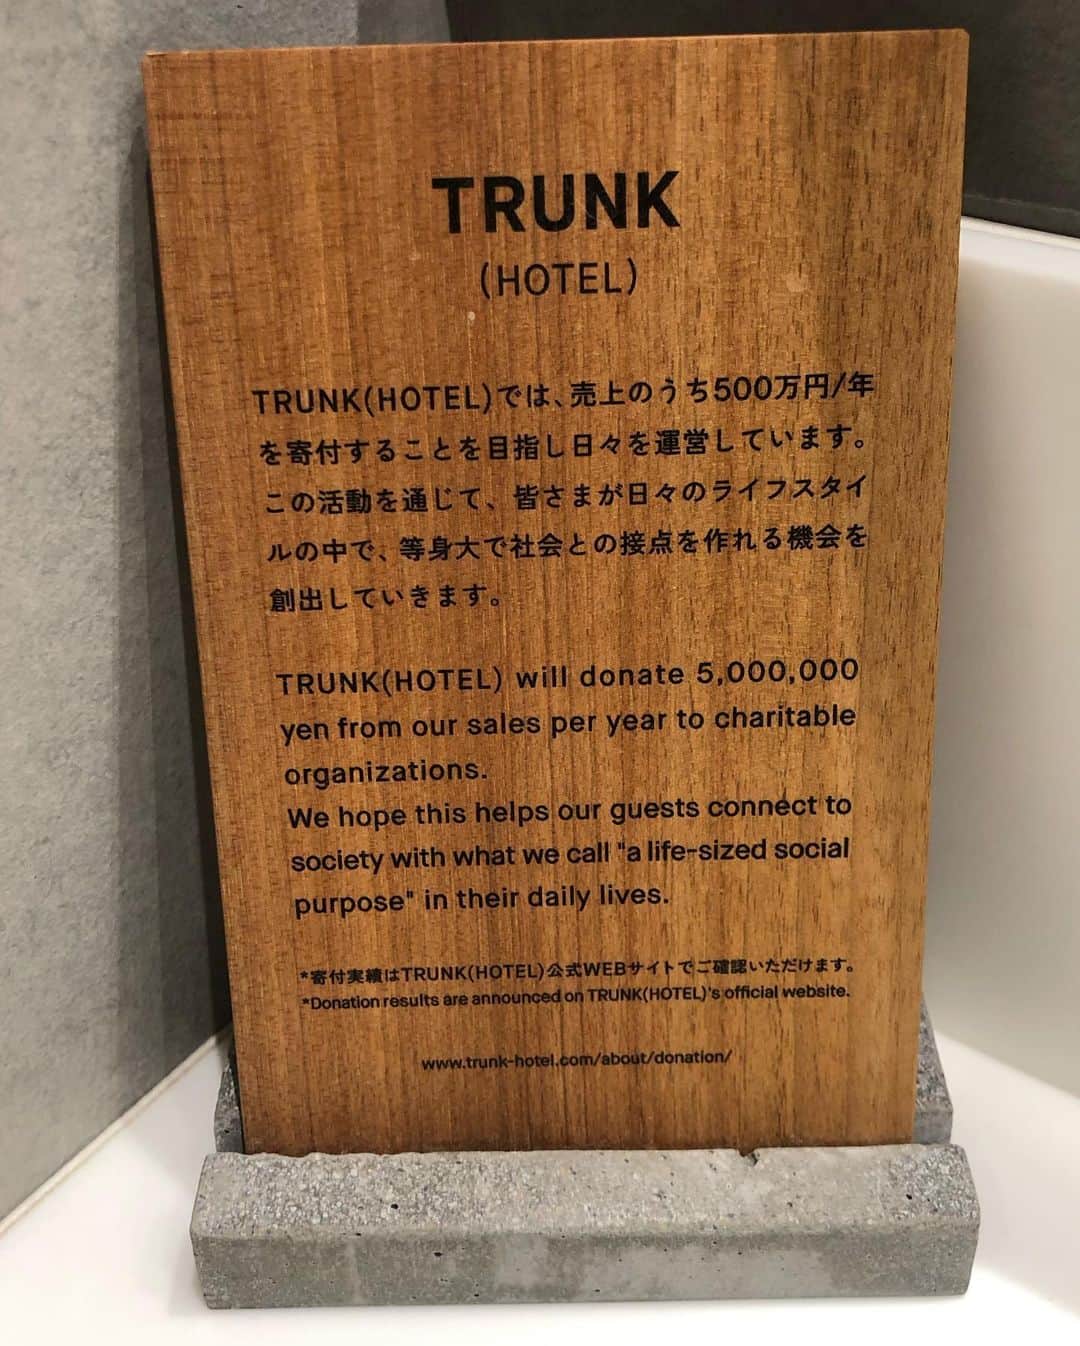 TRUNK
(HOTEL)
TRUNK(HOTEL)では、売上のうち500万円/年
を寄付することを目指し日々を運営しています。
この活動を通じて、皆さまが日々のライフスタイ
ルの中で、等身大で社会との接点を作れる機会を
創出していきます。
TRUNK(HOTEL) will donate 5,000,000
yen from our sales per year to charitable
organizations.
We hope this helps our guests connect to
society with what we call "a life-sized social
purpose" in their daily lives.
*寄付実績はTRUNK(HOTEL)公式WEBサイトでご確認いただけます。
*Donation results are announced on TRUNK(HOTEL)'s official website.
www.trunk-hotel.com/about/donation/